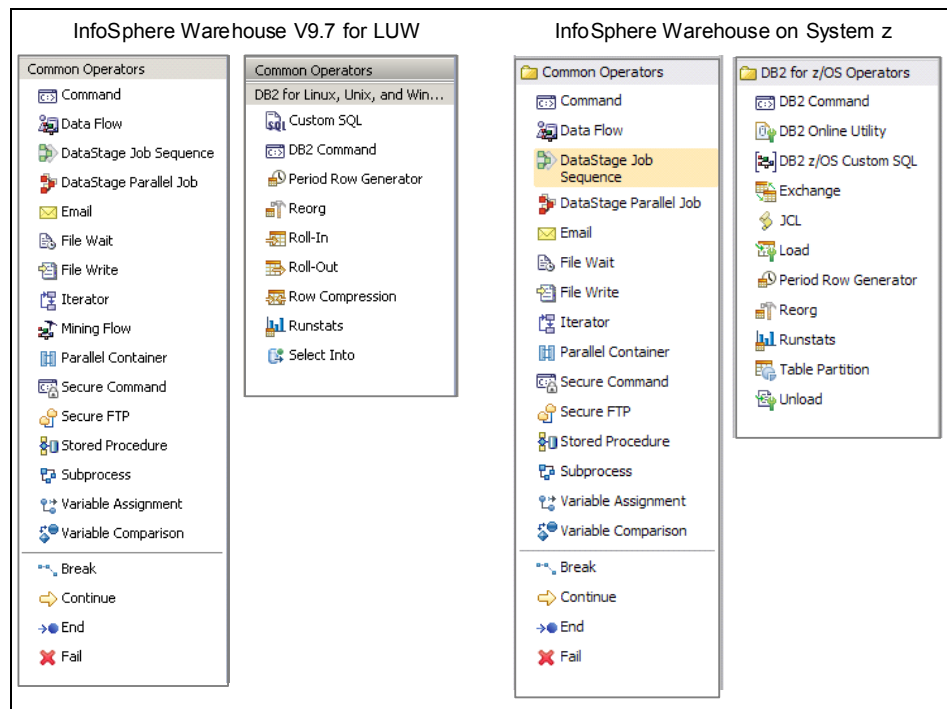 InfoSphere Warehouse V9.7 for LUW
Common Operators
Command
Data Flow
DataStage Job Sequence
DataStage Parallel Job
Email
File Wait
File Write
Iterator
Mining Flow
Parallel Container
Secure Command
Secure FTP
Stored Procedure
Subprocess
Variable Assignment
Variable Comparison
Break
Continue
End
Fail
Common Operators
DB2 for Linux, Unix, and Win...
Custom SQL
DB2 Command
Period Row Generator
Reorg
Roll-In
Roll-Out
Row Compression
Runstats
Select Into
InfoSphere Warehouse on System z
Common Operators
Command
Data Flow
DataStage Job
Sequence
DataStage Parallel Job
Email
File Wait
File Write
Iterator
Parallel Container
Secure Command
Secure FTP
Stored Procedure
Subprocess
Variable Assignment
Variable Comparison
Break
Continue
End
Fail
DB2 for z/OS Operators
DB2 Command
DB2 Online Utility
DB2 z/OS Custom SQL
Exchange
JCL
Load
Period Row Generator
Reorg
Runstats
Table Partition
Unload